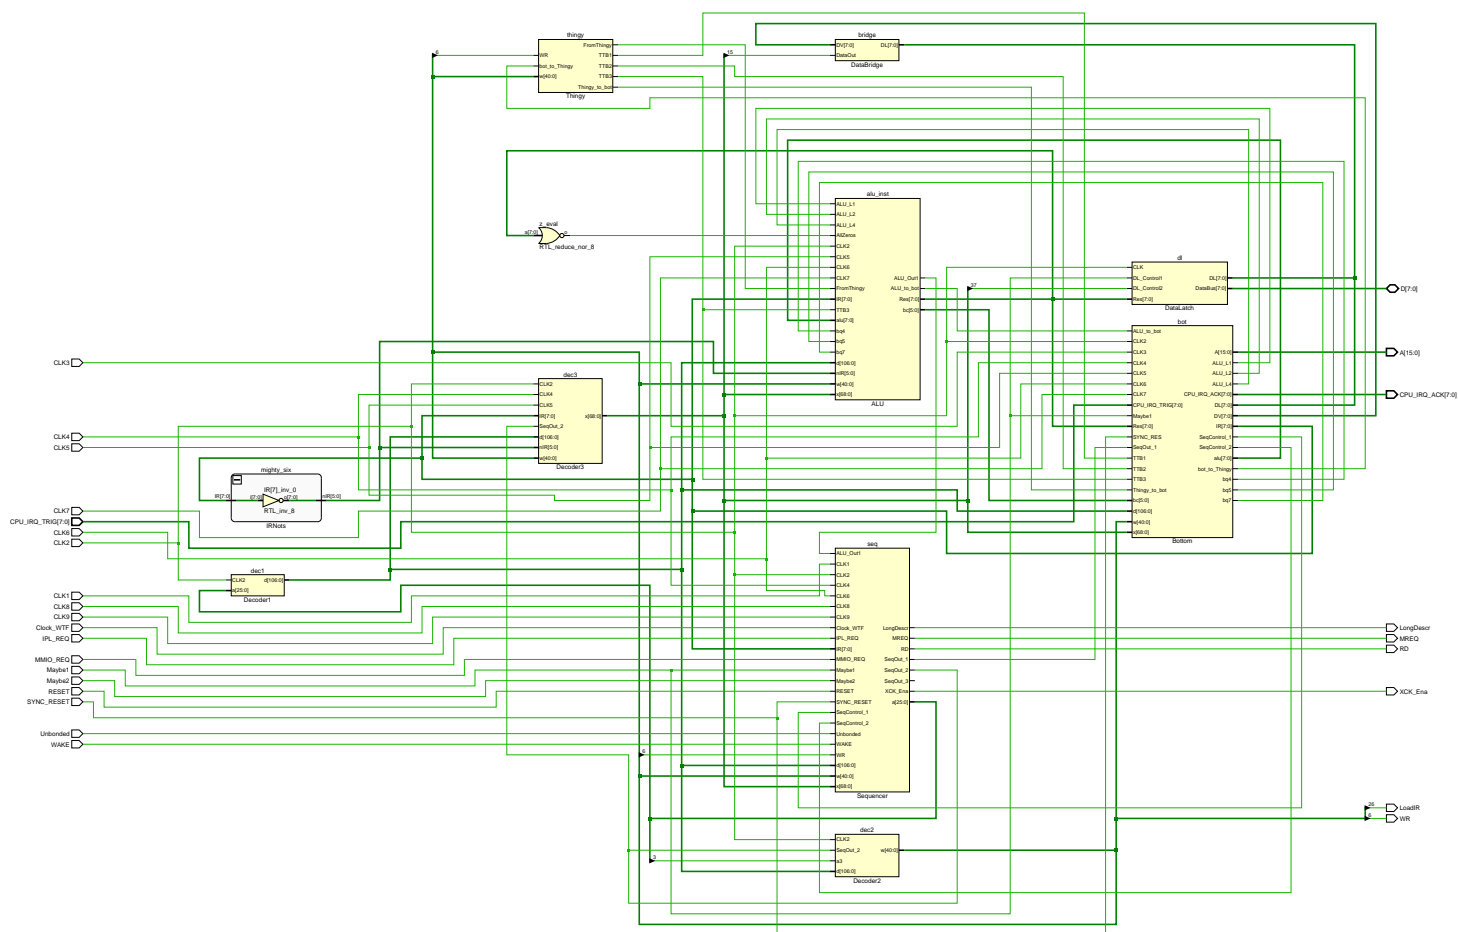 thingy
WR
bot_to_Thingy
w[40:0]
FromThingy
TTB1
TTB2
TTB3
Thingy_to_bot
Thingy
6
bridge
DV[7:0]
DataOut
DL[7:0]
DataBridge
15
z_eval
a[7:0]
o
RTL_reduce_nor_8
alu_inst
ALU_L1
ALU_L2
ALU_L4
AllZeros
CLK2
CLK5
CLK6
CLK7
FromThingy
IR[7:0]
TTB3
alu[7:0]
bq4
bq5
bq7
d[106:0]
nIR[5:0]
w[40:0]
x[68:0]
ALU_Out1
ALU_to_bot
Res[7:0]
bc[5:0]
ALU
dl
CLK
DL_Control1
DL_Control2
Res[7:0]
DL[7:0]
DataBus[7:0]
DataLatch
37
D[7:0]
bot
ALU_to_bot
CLK2
CLK3
CLK4
CLK5
CLK6
CLK7
CPU_IRQ_TRIG[7:0]
Maybe1
Res[7:0]
SYNC_RES
SeqOut_1
TTB1
TTB2
TTB3
Thingy_to_bot
bc[5:0]
d[106:0]
w[40:0]
x[68:0]
A[15:0]
ALU_L1
ALU_L2
ALU_L4
CPU_IRQ_ACK[7:0]
DL[7:0]
DV[7:0]
IR[7:0]
SeqControl_1
SeqControl_2
alu[7:0]
bot_to_Thingy
bq4
bq5
bq7
Bottom
A[15:0]
CPU_IRQ_ACK[7:0]
CLK3
dec3
CLK2
CLK4
CLK5
IR[7:0]
SeqOut_2
d[106:0]
nIR[5:0]
w[40:0]
x[68:0]
Decoder3
CLK4
CLK5
mighty_six
IR[7]_inv_0
IR[7:0]
i[7:0]
o[7:0]
nIR[5:0]
RTL_inv_8
IRNots
CLK7
CPU_IRQ_TRIG[7:0]
CLK6
CLK2
dec1
CLK2
a[25:0]
d[106:0]
Decoder1
CLK1
CLK8
CLK9
Clock_WTF
IPL_REQ
MMIO_REQ
Maybe1
Maybe2
RESET
SYNC_RESET
Unbonded
WAKE
seq
ALU_Out1
CLK1
CLK2
CLK4
CLK6
CLK8
CLK9
Clock_WTF
IPL_REQ
IR[7:0]
MMIO_REQ
Maybe1
Maybe2
RESET
SYNC_RESET
SeqControl_1
SeqControl_2
Unbonded
WAKE
WR
d[106:0]
w[40:0]
x[68:0]
LongDescr
MREQ
RD
SeqOut_1
SeqOut_2
SeqOut_3
XCK_Ena
a[25:0]
Sequencer
6
LongDescr
MREQ
RD
XCK_Ena
26
LoadIR
6
WR
dec2
CLK2
SeqOut_2
a3
d[106:0]
w[40:0]
Decoder2
3